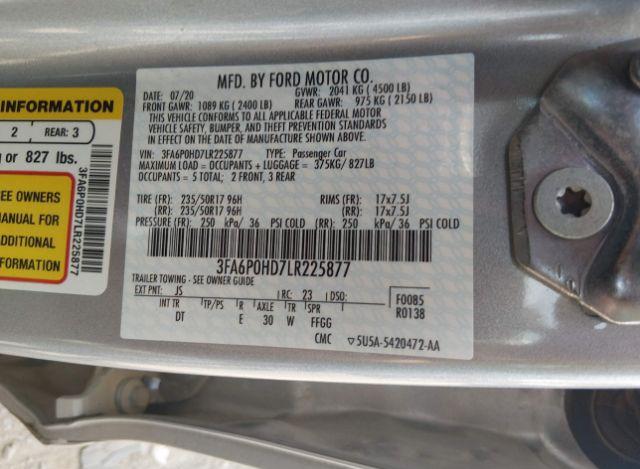 INFORMATION
2 REAR: 3
or 827 lbs.
SEE OWNERS
MANUAL FOR
ADDITIONAL
INFORMATION
3FA6P0HD7LR225877
MFD. BY FORD MOTOR CO.
DATE: 07/20 GVWR: 2041 KG ( 4500 LB)
FRONT GAWR: 1089 KG ( 2400 LB) REAR GAWR: 975 KG ( 2150 LB)
THIS VEHICLE CONFORMS TO ALL APPLICABLE FEDERAL MOTOR
VEHICLE SAFETY, BUMPER, AND THEFT PREVENTION STANDARDS
IN EFFECT ON THE DATE OF MANUFACTURE SHOWN ABOVE.
VIN: 3FA6P0HD7LR225877 TYPE: Passenger Car
MAXIMUM LOAD = OCCUPANTS + LUGGAGE = 375KG/ 827LB
OCCUPANTS = 5 TOTAL; 2 FRONT, 3 REAR
TIRE (FR): 235/50R17 96H RIMS (FR): 17x7.5J
(RR): 235/50R17 96H (RR): 17x7.5J
PRESSURE (FR): 250 kPa/ 36 PSI COLD (RR): 250 kPa/ 36 PSI COLD
3FA6P0HD7LR225877
TRAILER TOWING - SEE OWNER GUIDE
EXT PNT: JS RC: 23 DSO: F0085
INT TR TP/PS R AXLE TR SPR R0138
DT E 30 W FFGG
CMC ▽5U5A-5420472-AA